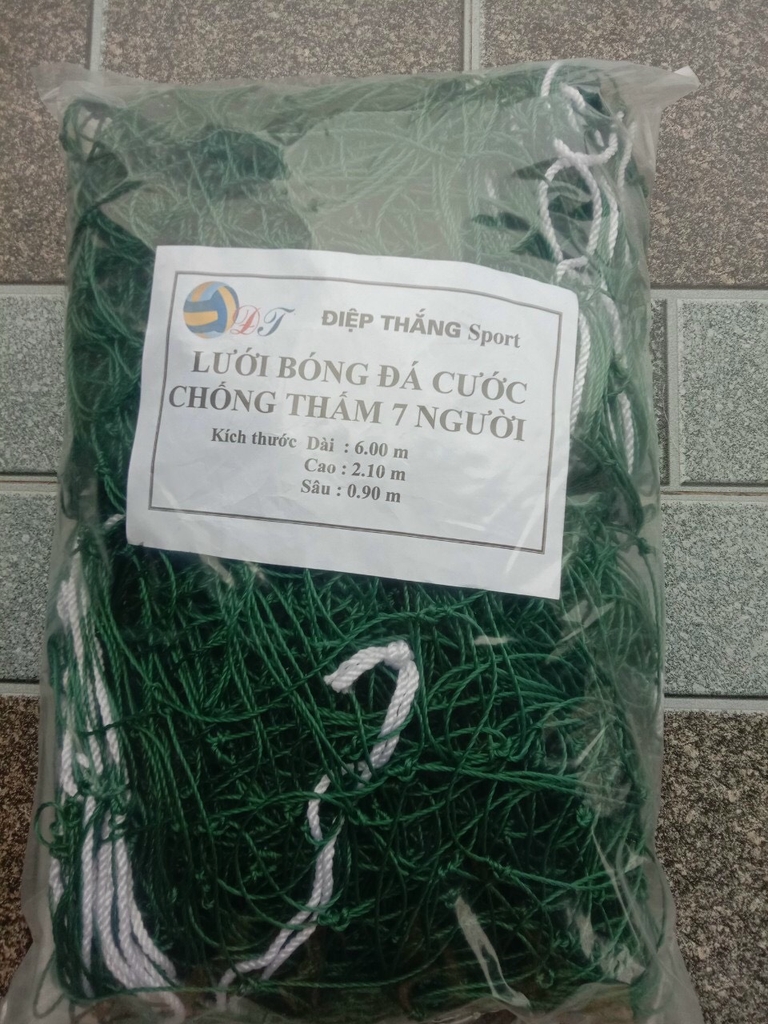 ĐT ĐIỆP THẮNG Sport
LƯỚI BÓNG ĐÁ CƯỚC
CHỐNG THẤM 7 NGƯỜI
Kích thước Dài : 6.00 m
Cao : 2.10 m
Sâu : 0.90 m